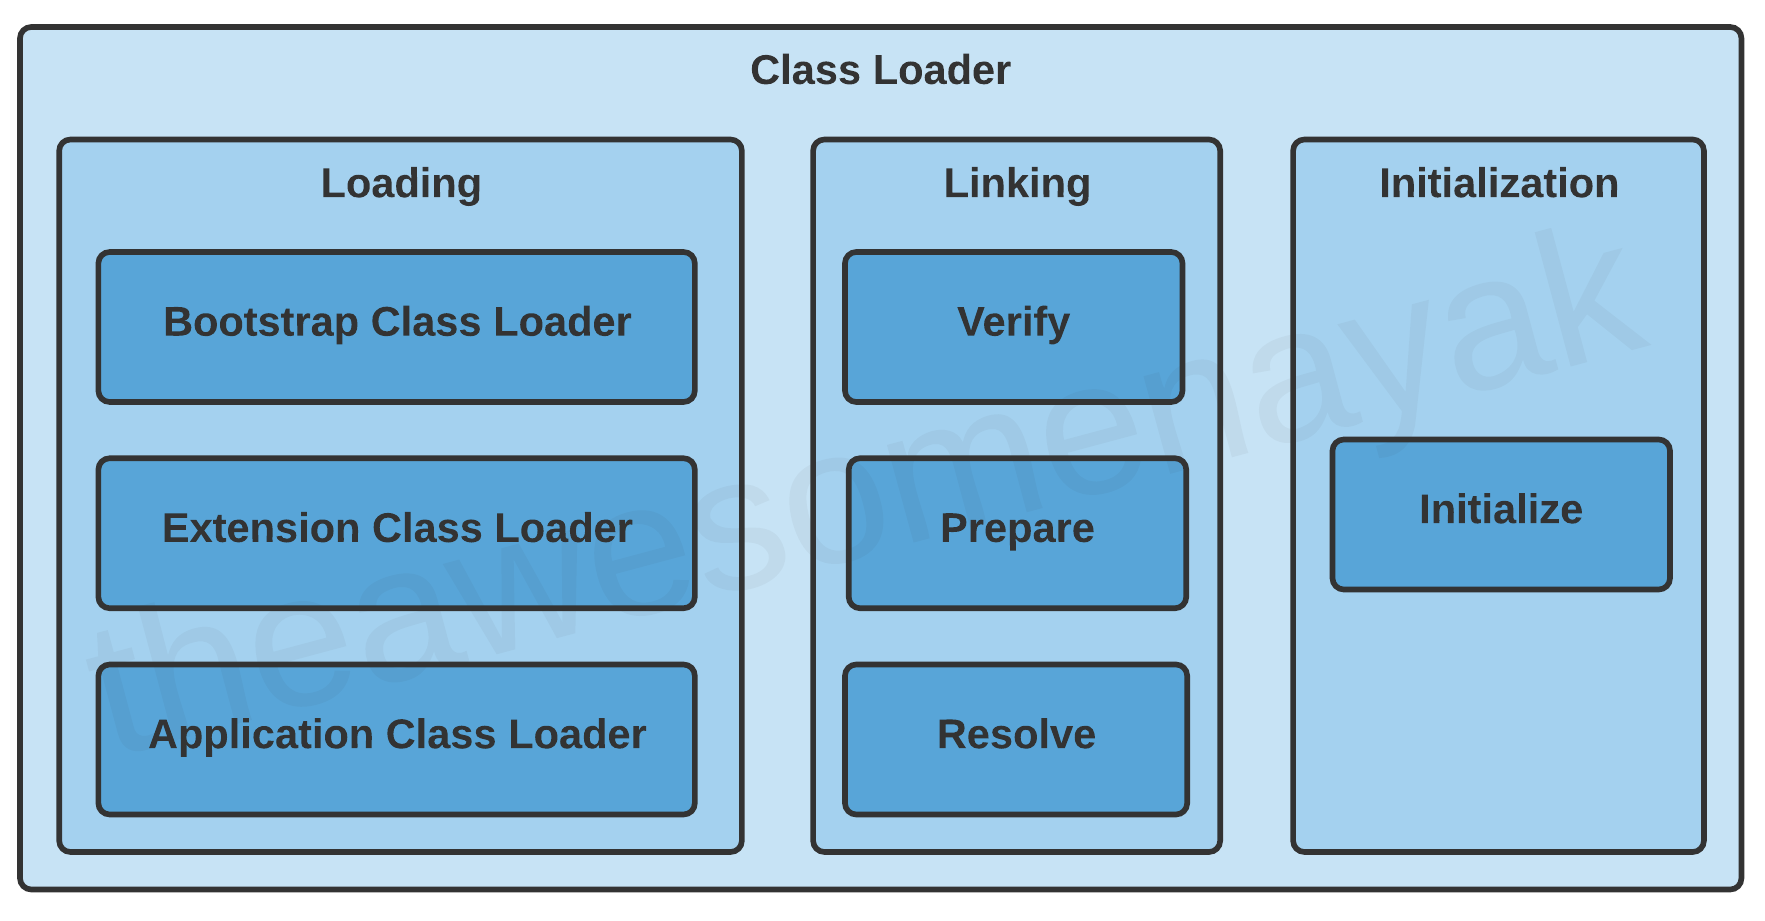 Class Loader
Loading
Bootstrap Class Loader
Extension Class Loader
Application Class Loader
Linking
Verify
Prepare
Resolve
Initialization
Initialize
theawesomenayak